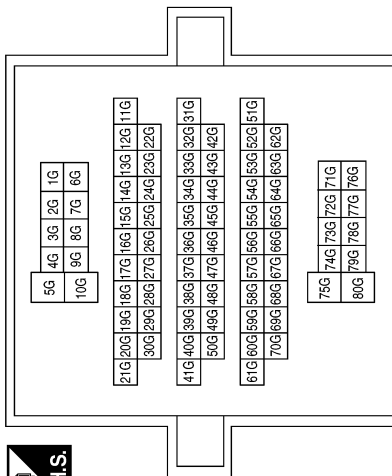 H.S.
5G 4G 3G 2G 1G
10G 9G 8G 7G 6G
21G 20G 19G 18G 17G 16G 15G 14G 13G 12G 11G
30G 29G 28G 27G 26G 25G 24G 23G 22G
41G 40G 39G 38G 37G 36G 35G 34G 33G 32G 31G
50G 49G 48G 47G 46G 45G 44G 43G 42G
61G 60G 59G 58G 57G 56G 55G 54G 53G 52G 51G
70G 69G 68G 67G 66G 65G 64G 63G 62G
75G 74G 73G 72G 71G
80G 79G 78G 77G 76G